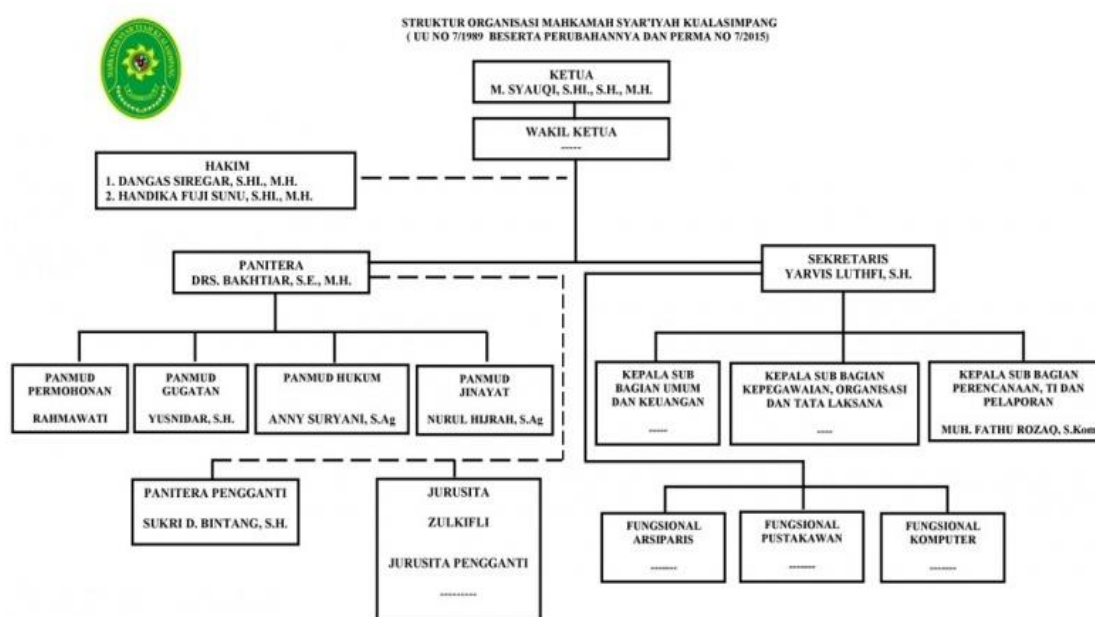 STRUKTUR ORGANISASI MAHKAMAH SYAR'IYAH KUALASIMPANG
( UU NO 7/1989 BESERTA PERUBAHANNYA DAN PERMA NO 7/2015)
MAHKAMAH SYAR'IYAH KUALASIMPANG
KETUA
M. SYAUQI, S.HI., S.H., M.H.
WAKIL KETUA
-----
HAKIM
1. DANGAS SIREGAR, S.HI., M.H.
2. HANDIKA FUJI SUNU, S.HI., M.H.
PANITERA
DRS. BAKHTIAR, S.E., M.H.
SEKRETARIS
YARVIS LUTHFI, S.H.
PANMUD
PERMOHONAN
RAHMAWATI
PANMUD
GUGATAN
YUSNIDAR, S.H.
PANMUD HUKUM
ANNY SURYANI, S.Ag
PANMUD
JINAYAT
NURUL HIJRAH, S.Ag
KEPALA SUB
BAGIAN UMUM
DAN KEUANGAN
-----
KEPALA SUB BAGIAN
KEPEGAWAIAN, ORGANISASI
DAN TATA LAKSANA
----
KEPALA SUB BAGIAN
PERENCANAAN, TI DAN
PELAPORAN
MUH. FATHU ROZAQ, S.Kom
PANITERA PENGGANTI
SUKRI D. BINTANG, S.H.
JURUSITA
ZULKIFLI
JURUSITA PENGGANTI
---------
FUNGSIONAL
ARSIPARIS
-------
FUNGSIONAL
PUSTAKAWAN
-------
FUNGSIONAL
KOMPUTER
-------